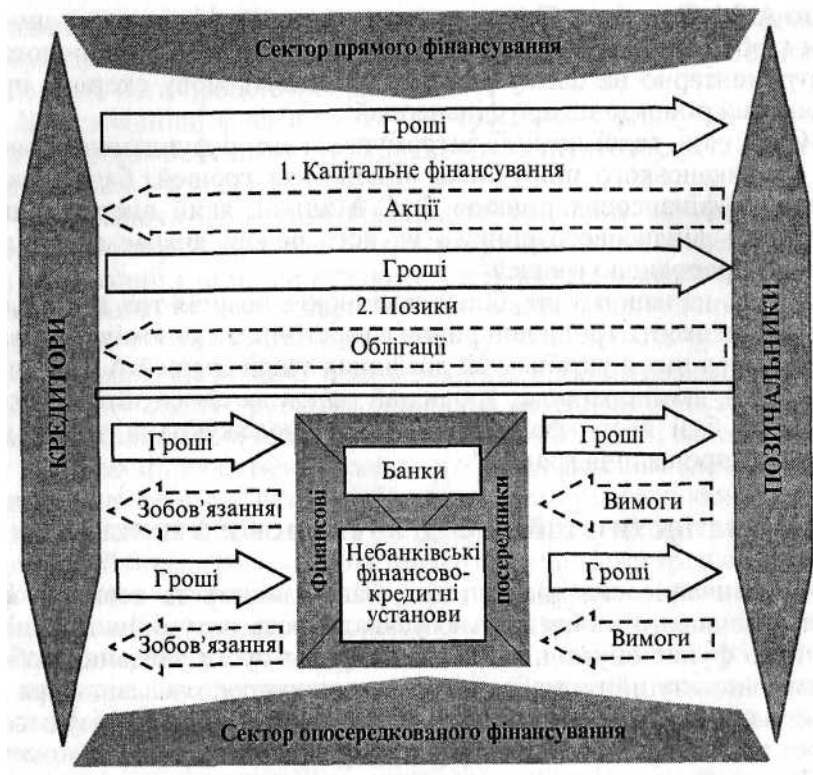 Сектор прямого фінансування
Гроші
1. Капітальне фінансування
Акції
Гроші
2. Позики
Облігації
КРЕДИТОРИ
ПОЗИЧАЛЬНИКИ
Гроші
Гроші
Банки
Зобов’язання
Вимоги
Фінансові
посередники
Небанківські
фінансово-
кредитні
установи
Гроші
Гроші
Зобов’язання
Вимоги
Сектор опосередкованого фінансування